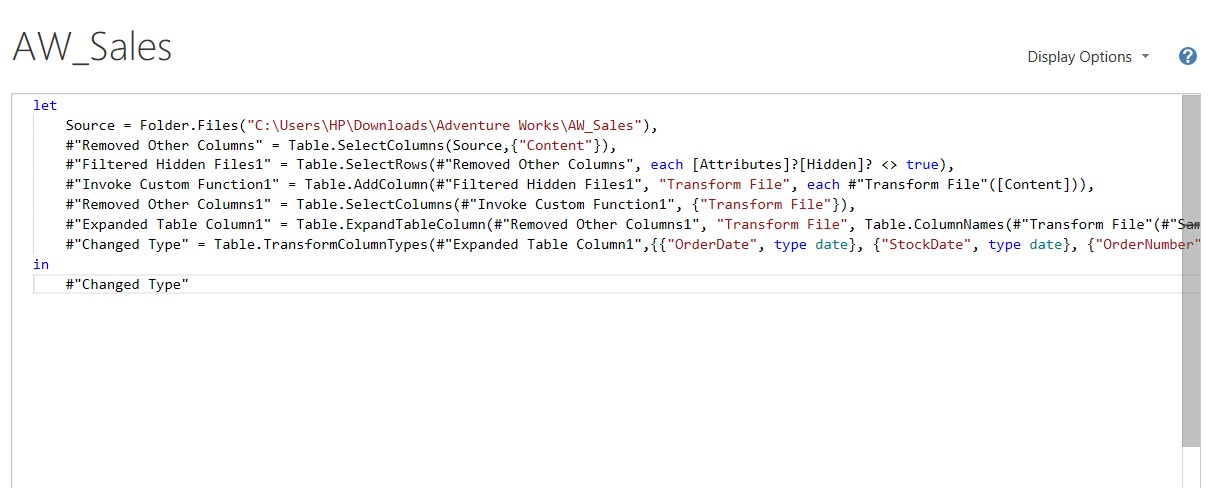 AW_Sales
Display Options
let
Source = Folder.Files("C:\Users\HP\Downloads\Adventure Works\AW_Sales"),
#"Removed Other Columns" = Table.SelectColumns(Source,{"Content"}),
#"Filtered Hidden Files1" = Table.SelectRows(#"Removed Other Columns", each [Attributes]?[Hidden]? <> true),
#"Invoke Custom Function1" = Table.AddColumn(#"Filtered Hidden Files1", "Transform File", each #"Transform File"([Content])),
#"Removed Other Columns1" = Table.SelectColumns(#"Invoke Custom Function1", {"Transform File"}),
#"Expanded Table Column1" = Table.ExpandTableColumn(#"Removed Other Columns1", "Transform File", Table.ColumnNames(#"Transform File"(#"Sam
#"Changed Type" = Table.TransformColumnTypes(#"Expanded Table Column1",{{"OrderDate", type date}, {"StockDate", type date}, {"OrderNumber"
in
#"Changed Type"